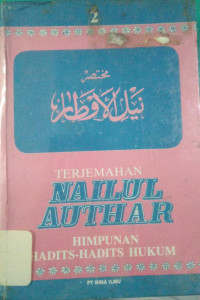 2
مختصر
نيل الأوطار
TERJEMAHAN
NAILUL
AUTHAR
HIMPUNAN
HADITS-HADITS HUKUM
PT BINA ILMU